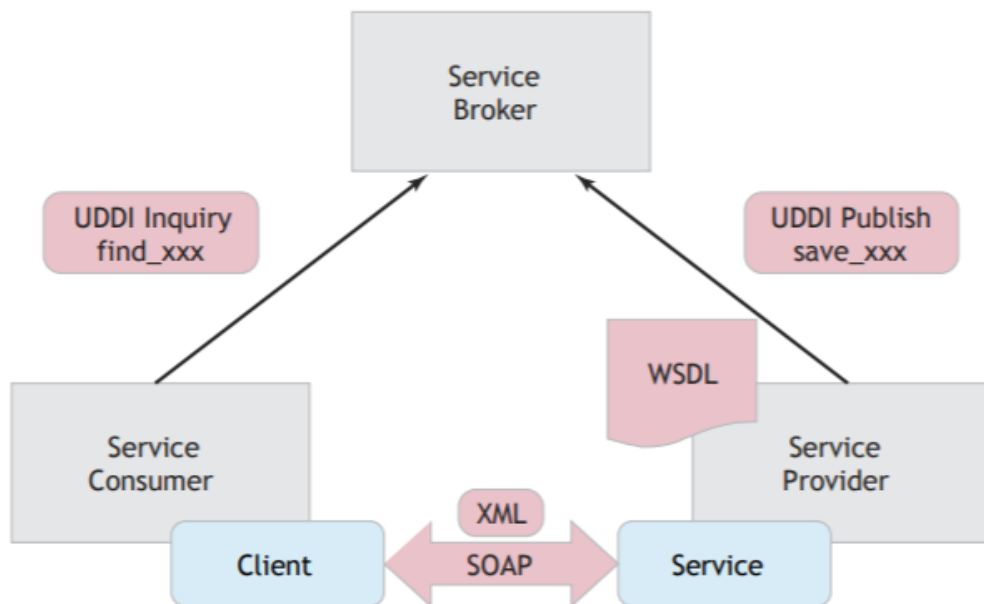 Service
Broker
UDDI Inquiry
find_xxx
UDDI Publish
save_xxx
WSDL
Service
Consumer
Service
Provider
XML
Client
SOAP
Service